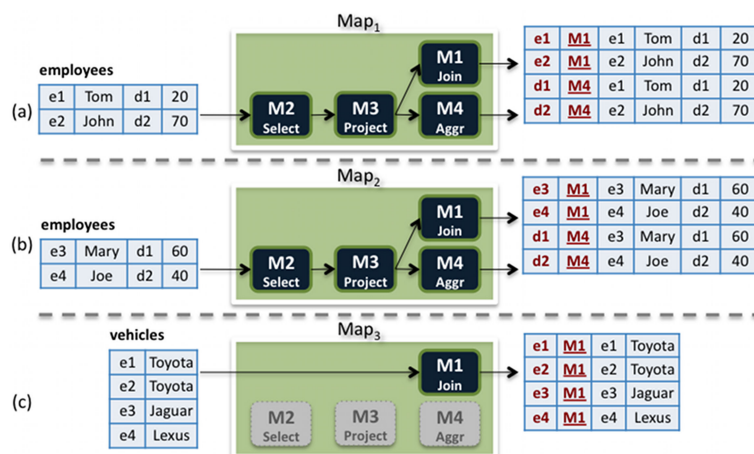 Map1
employees
(a)
e1 Tom d1 20
e2 John d2 70
M2 Select
M3 Project
M1 Join
M4 Aggr
e1 M1 e1 Tom d1 20
e2 M1 e2 John d2 70
d1 M4 e1 Tom d1 20
d2 M4 e2 John d2 70
Map2
employees
(b)
e3 Mary d1 60
e4 Joe d2 40
M2 Select
M3 Project
M1 Join
M4 Aggr
e3 M1 e3 Mary d1 60
e4 M1 e4 Joe d2 40
d1 M4 e3 Mary d1 60
d2 M4 e4 Joe d2 40
Map3
vehicles
(c)
e1 Toyota
e2 Toyota
e3 Jaguar
e4 Lexus
M1 Join
M2 Select
M3 Project
M4 Aggr
e1 M1 e1 Toyota
e2 M1 e2 Toyota
e3 M1 e3 Jaguar
e4 M1 e4 Lexus